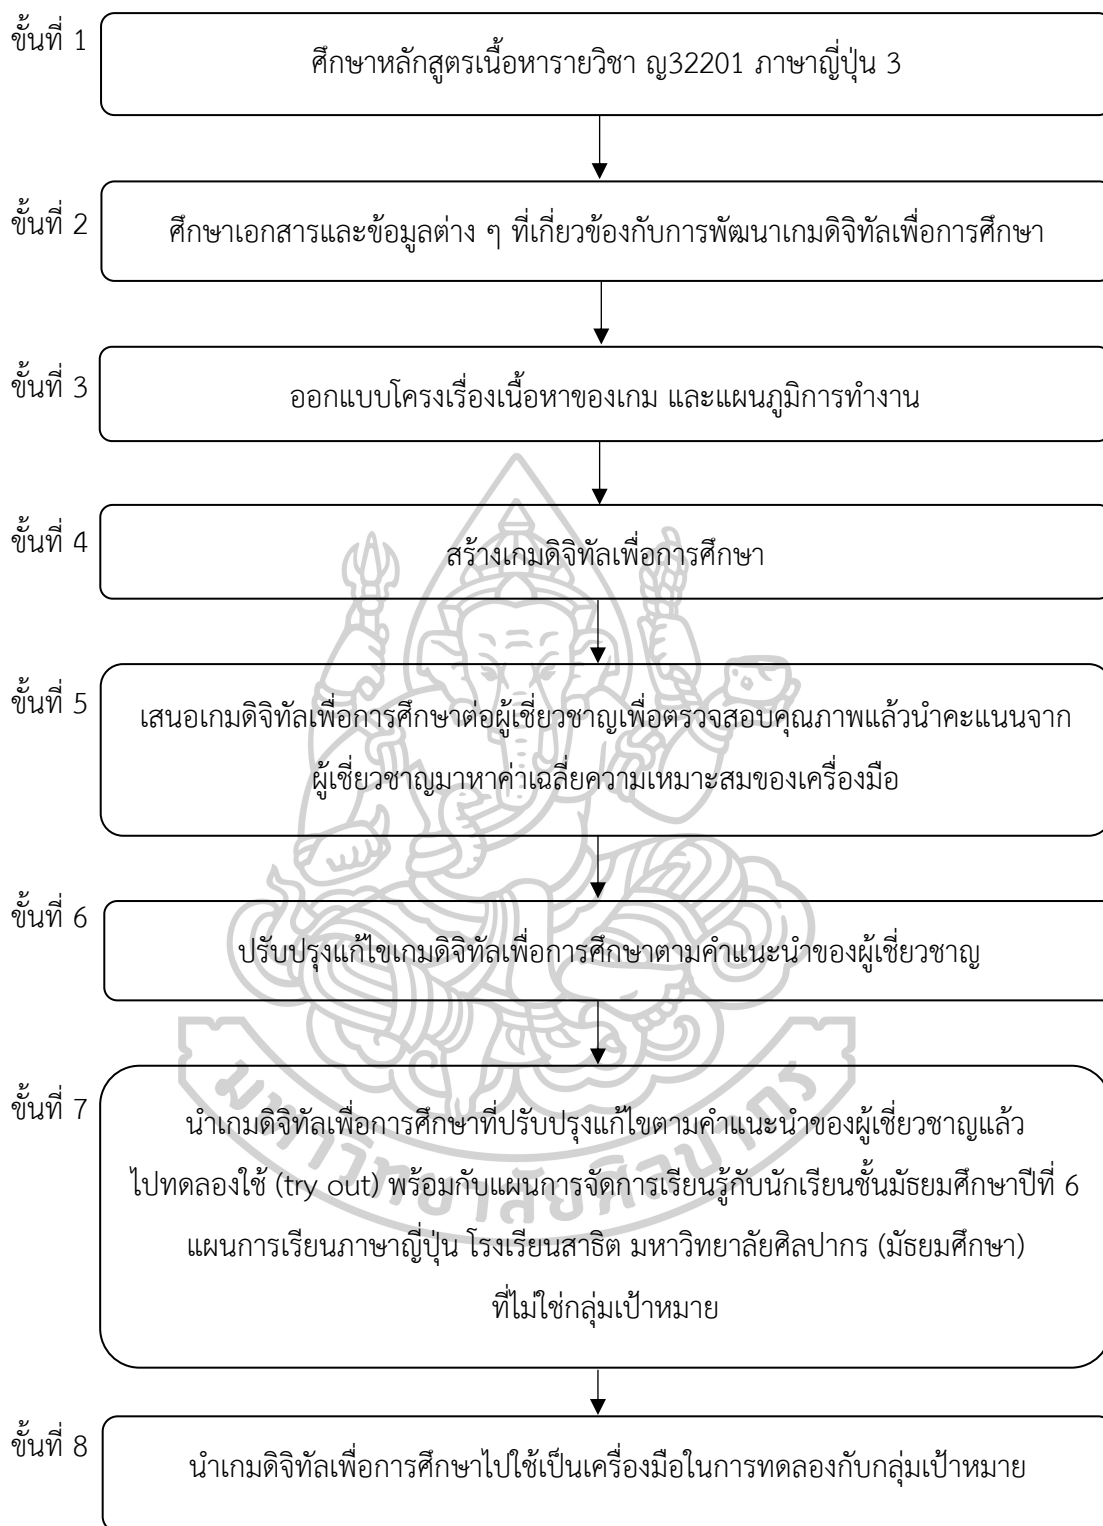 ขั้นที่ 1
ศึกษาหลักสูตรเนื้อหารายวิชา ญ32201 ภาษาญี่ปุ่น 3
ขั้นที่ 2
ศึกษาเอกสารและข้อมูลต่าง ๆ ที่เกี่ยวข้องกับการพัฒนาเกมดิจิทัลเพื่อการศึกษา
ขั้นที่ 3
ออกแบบโครงเรื่องเนื้อหาของเกม และแผนภูมิการทำงาน
ขั้นที่ 4
สร้างเกมดิจิทัลเพื่อการศึกษา
ขั้นที่ 5
เสนอเกมดิจิทัลเพื่อการศึกษาต่อผู้เชี่ยวชาญเพื่อตรวจสอบคุณภาพแล้วนำคะแนนจาก
ผู้เชี่ยวชาญมาหาค่าเฉลี่ยความเหมาะสมของเครื่องมือ
ขั้นที่ 6
ปรับปรุงแก้ไขเกมดิจิทัลเพื่อการศึกษาตามคำแนะนำของผู้เชี่ยวชาญ
ขั้นที่ 7
นำเกมดิจิทัลเพื่อการศึกษาที่ปรับปรุงแก้ไขตามคำแนะนำของผู้เชี่ยวชาญแล้ว
ไปทดลองใช้ (try out) พร้อมกับแผนการจัดการเรียนรู้กับนักเรียนชั้นมัธยมศึกษาปีที่ 6
แผนการเรียนภาษาญี่ปุ่น โรงเรียนสาธิต มหาวิทยาลัยศิลปากร (มัธยมศึกษา)
ที่ไม่ใช่กลุ่มเป้าหมาย
มหาวิทยาลัยศิลปากร
ขั้นที่ 8
นำเกมดิจิทัลเพื่อการศึกษาไปใช้เป็นเครื่องมือในการทดลองกับกลุ่มเป้าหมาย